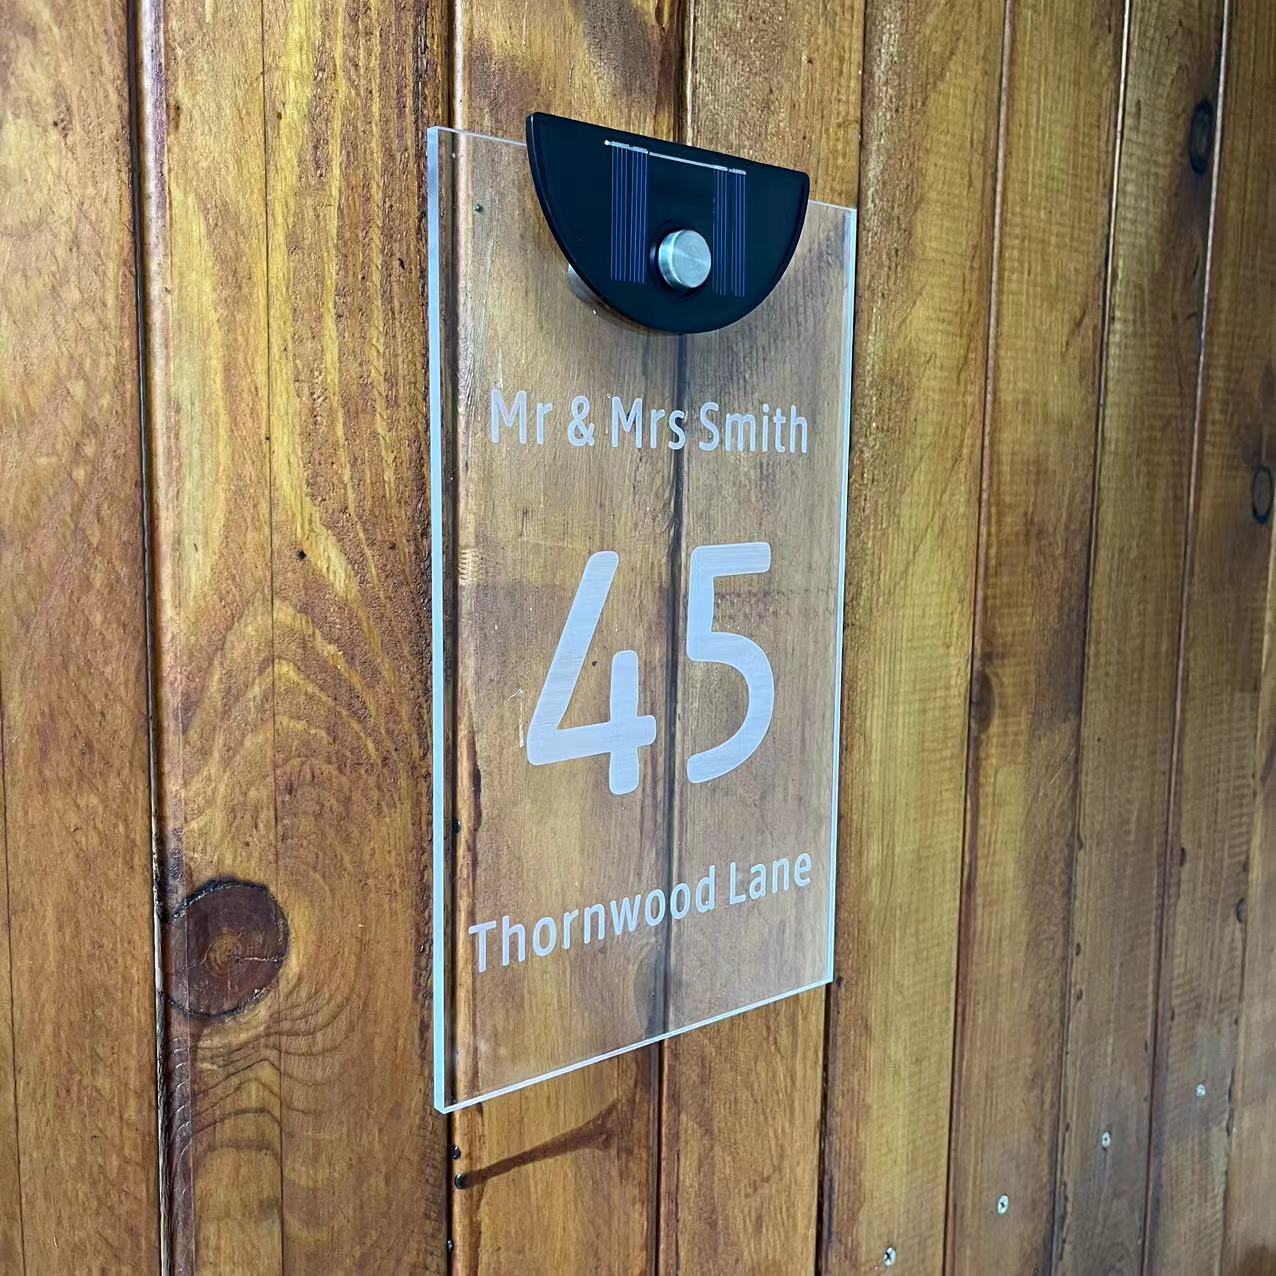 Mr & Mrs Smith
45
Thornwood Lane